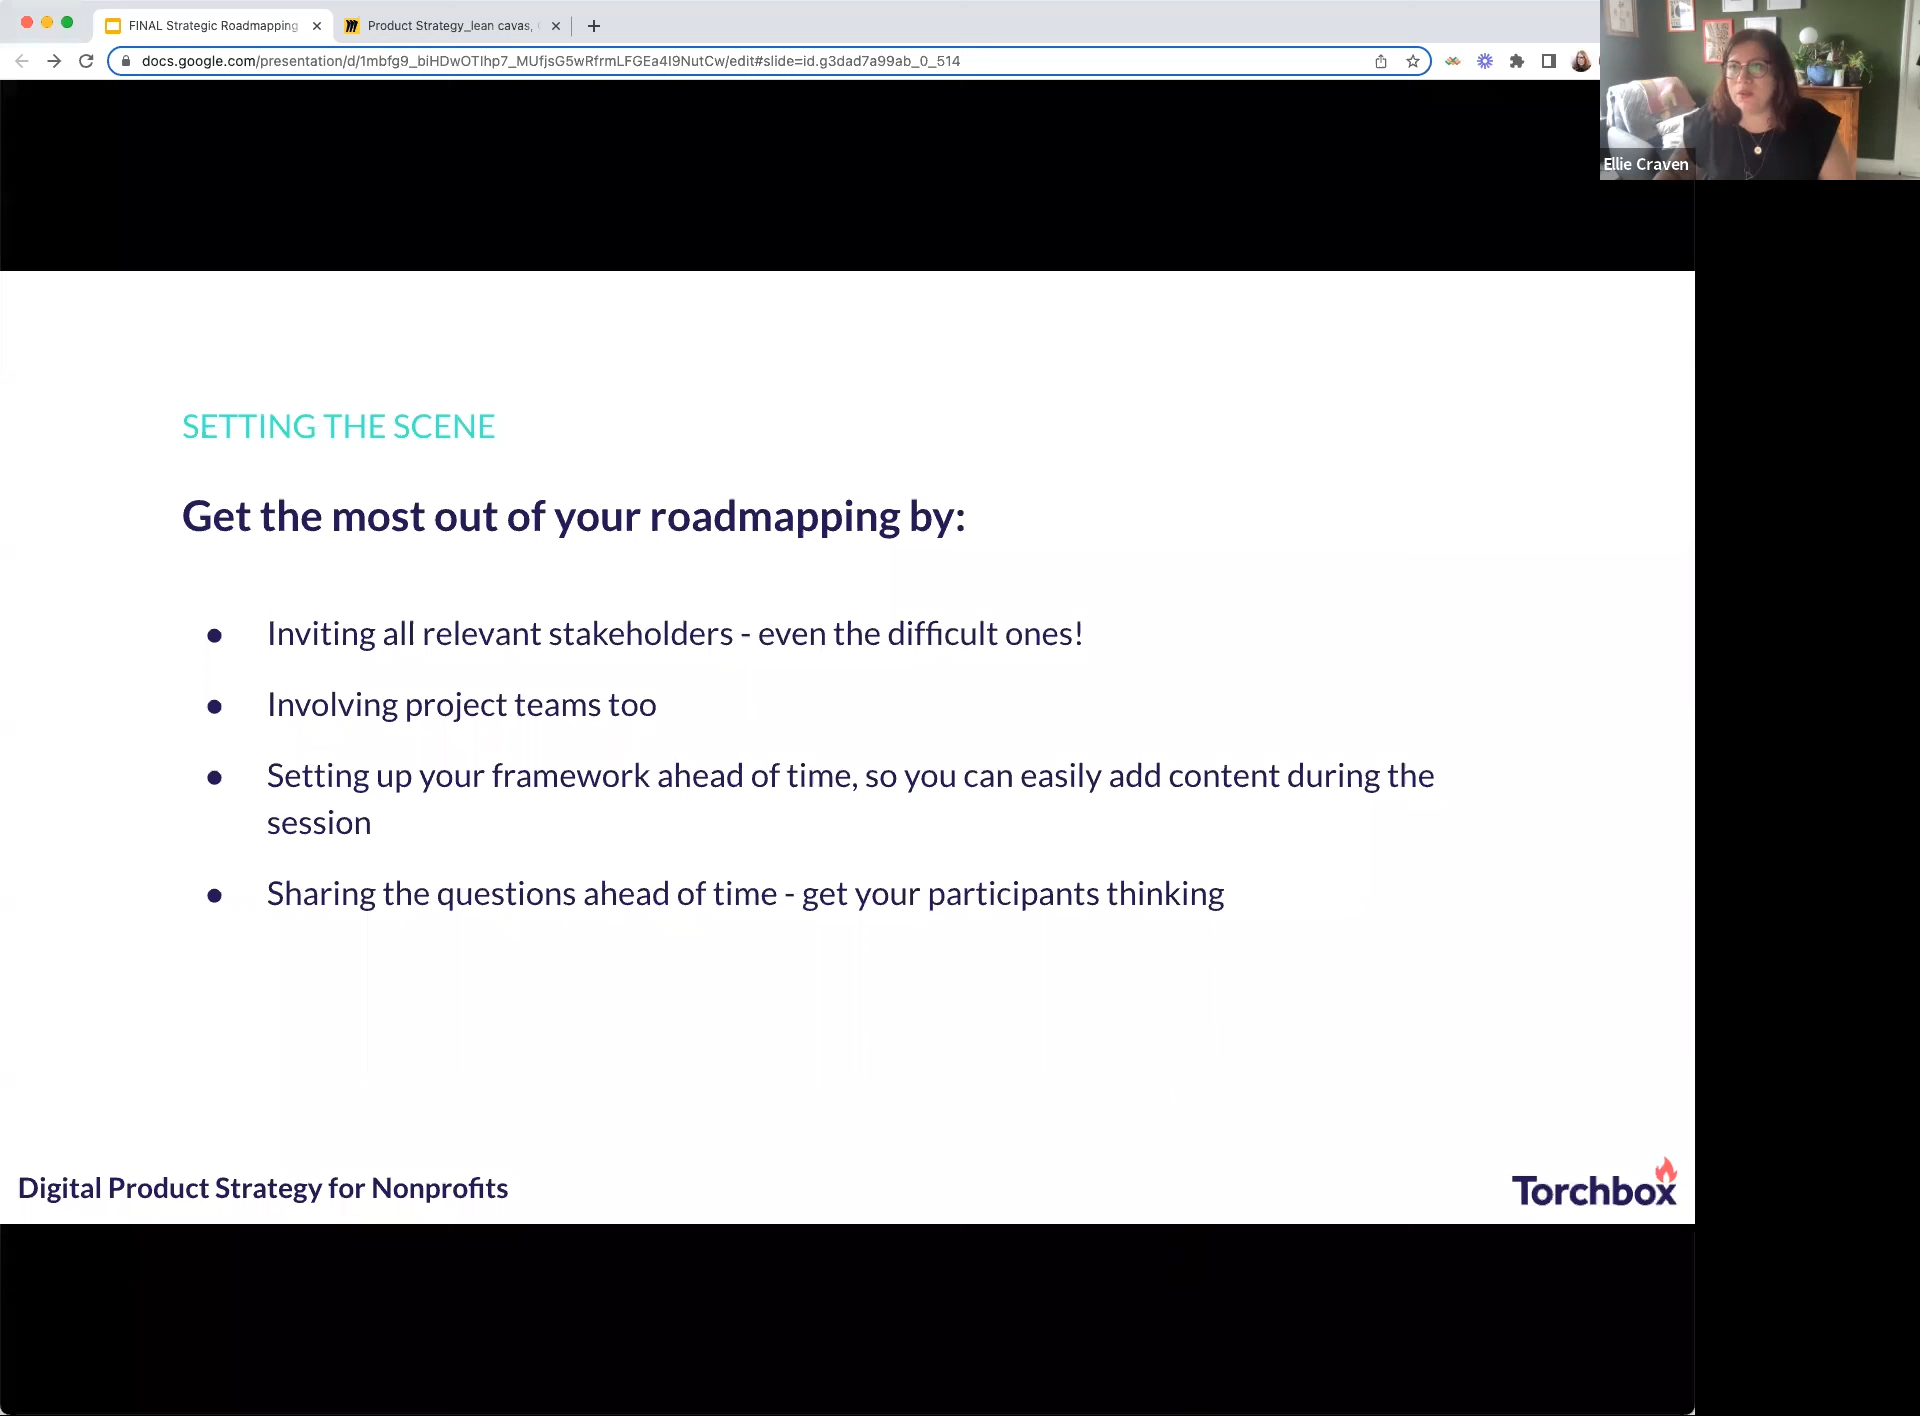 FINAL Strategic Roadmapping
Product Strategy_lean cavas,
docs.google.com/presentation/d/1mbfg9_biHDwOTIhp7_MUfjsG5wRfrmLFGEa4I9NutCw/edit#slide=id.g3dad7a99ab_0_514
Ellie Craven
SETTING THE SCENE
Get the most out of your roadmapping by:
● Inviting all relevant stakeholders - even the difficult ones!
● Involving project teams too
● Setting up your framework ahead of time, so you can easily add content during the
session
● Sharing the questions ahead of time - get your participants thinking
Digital Product Strategy for Nonprofits
Torchbox